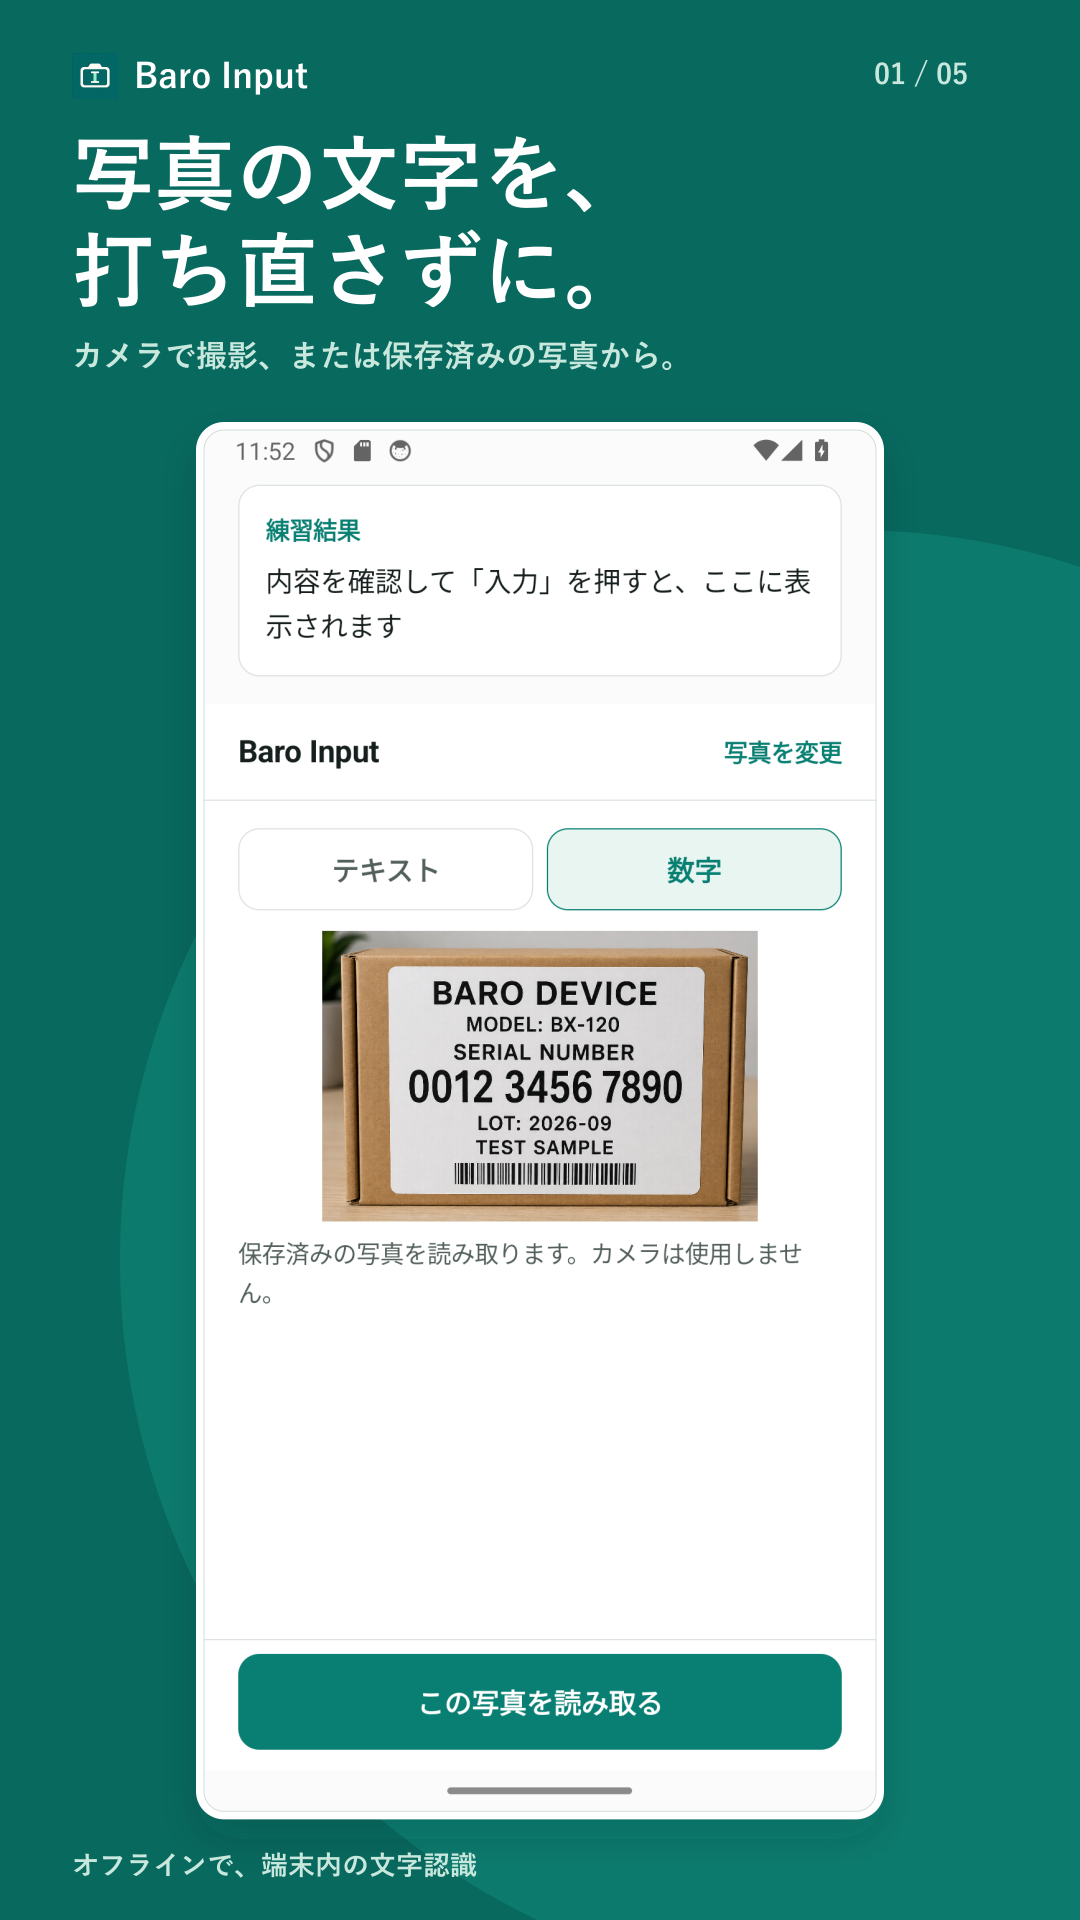 Baro Input
01 / 05
写真の文字を、
打ち直さずに。
カメラで撮影、または保存済みの写真から。
11:52
練習結果
内容を確認して「入力」を押すと、ここに表
示されます
Baro Input
写真を変更
テキスト
数字
BARO DEVICE
MODEL: BX-120
SERIAL NUMBER
0012 3456 7890
LOT: 2026-09
TEST SAMPLE
保存済みの写真を読み取ります。カメラは使用しませ
ん。
この写真を読み取る
オフラインで、端末内の文字認識